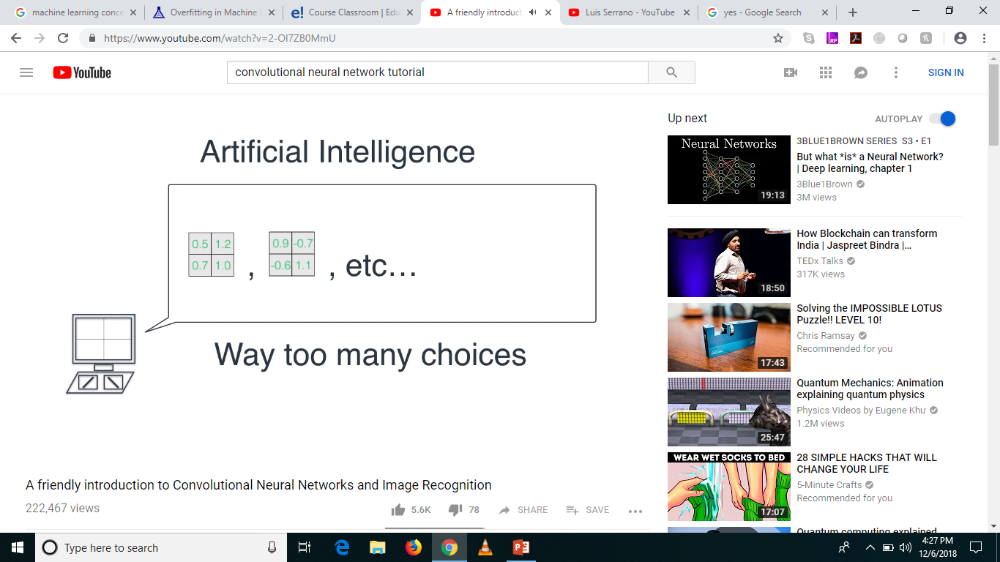 machine learning conce
Overfitting in Machine
Course Classroom | Edu
A friendly introduct
Luis Serrano - YouTube
yes - Google Search
https://www.youtube.com/watch?v=2-OI7ZB0MmU
YouTube
convolutional neural network tutorial
SIGN IN
Artificial Intelligence
0.5 1.2
0.7 1.0
,
0.9 -0.7
-0.6 1.1
, etc...
Way too many choices
A friendly introduction to Convolutional Neural Networks and Image Recognition
222,467 views
5.6K
78
SHARE
SAVE
Up next
AUTOPLAY
Neural Networks
19:13
3BLUE1BROWN SERIES S3 • E1
But what *is* a Neural Network?
| Deep learning, chapter 1
3Blue1Brown
3M views
18:50
How Blockchain can transform
India | Jaspreet Bindra |...
TEDx Talks
317K views
17:43
Solving the IMPOSSIBLE LOTUS
Puzzle!! LEVEL 10!
Chris Ramsay
Recommended for you
25:47
Quantum Mechanics: Animation
explaining quantum physics
Physics Videos by Eugene Khu
1.2M views
WEAR WET SOCKS TO BED
17:07
28 SIMPLE HACKS THAT WILL
CHANGE YOUR LIFE
5-Minute Crafts
Recommended for you
Quantum computing explained
Type here to search
4:27 PM
12/6/2018